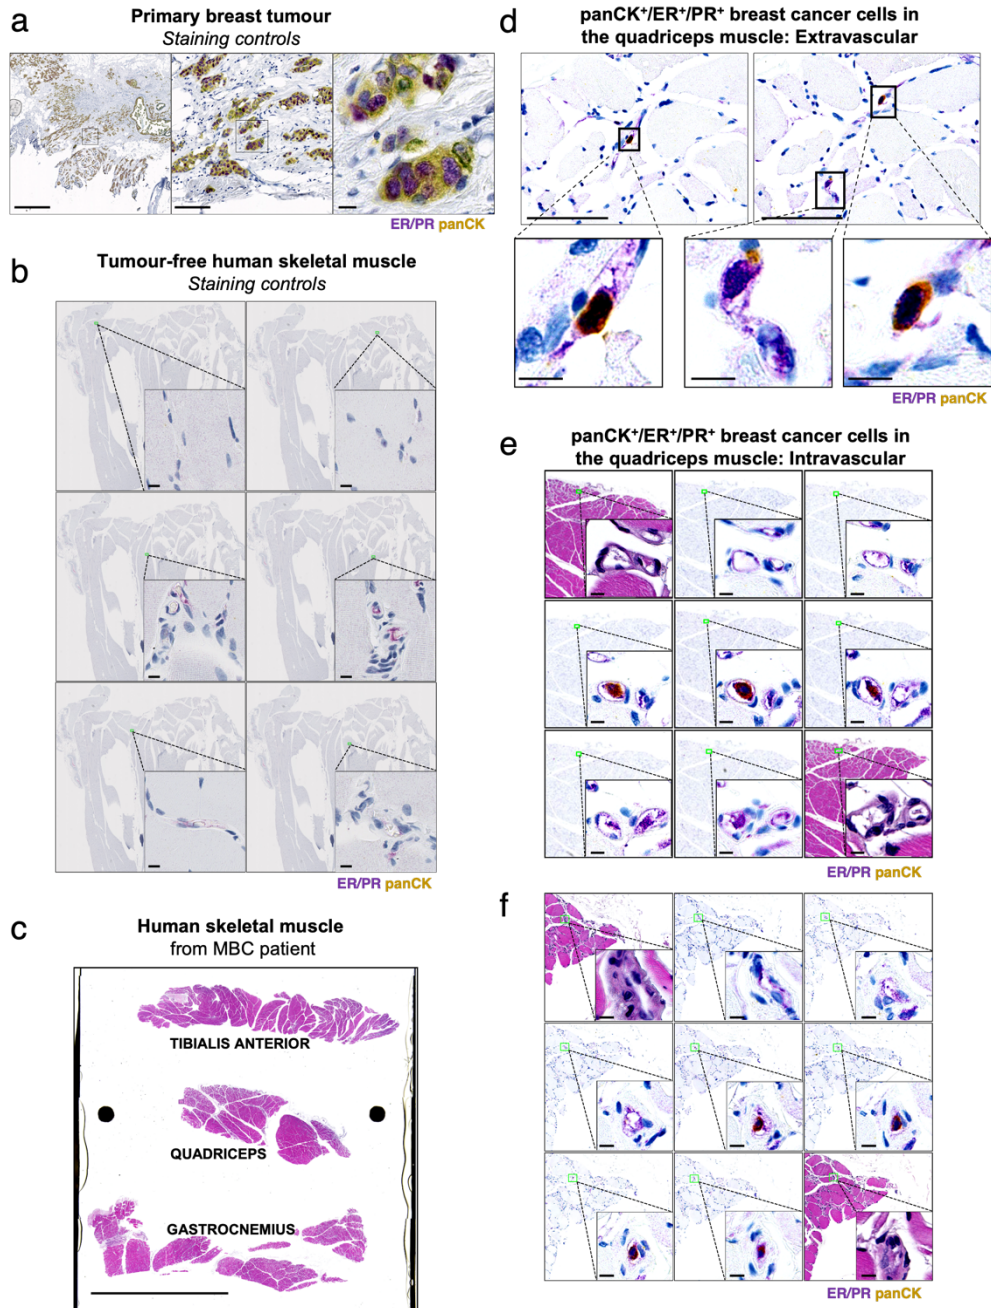 a
Primary breast tumour
Staining controls
ER/PR panCK
b
Tumour-free human skeletal muscle
Staining controls
ER/PR panCK
c
Human skeletal muscle
from MBC patient
TIBIALIS ANTERIOR
QUADRICEPS
GASTROCNEMIUS
d
panCK⁺/ER⁺/PR⁺ breast cancer cells in
the quadriceps muscle: Extravascular
ER/PR panCK
e
panCK⁺/ER⁺/PR⁺ breast cancer cells in
the quadriceps muscle: Intravascular
ER/PR panCK
f
ER/PR panCK